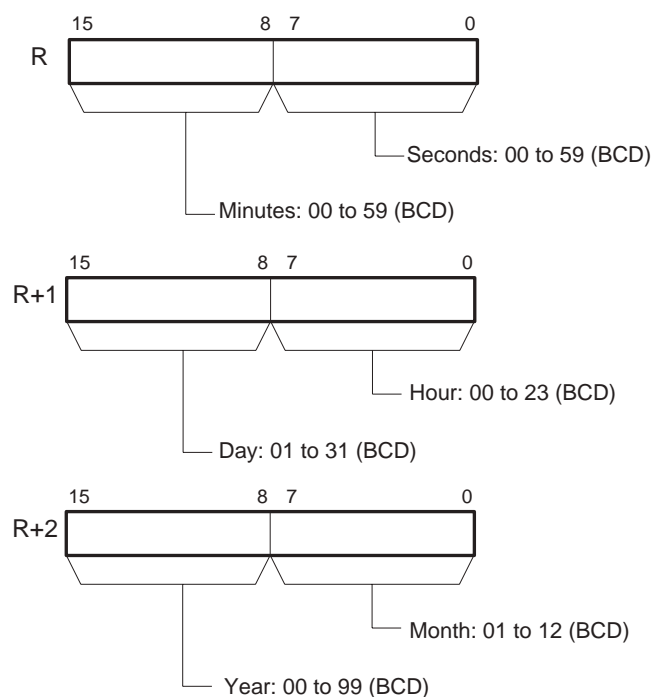 15 8 7 0
R
Seconds: 00 to 59 (BCD)
Minutes: 00 to 59 (BCD)
15 8 7 0
R+1
Hour: 00 to 23 (BCD)
Day: 01 to 31 (BCD)
15 8 7 0
R+2
Month: 01 to 12 (BCD)
Year: 00 to 99 (BCD)